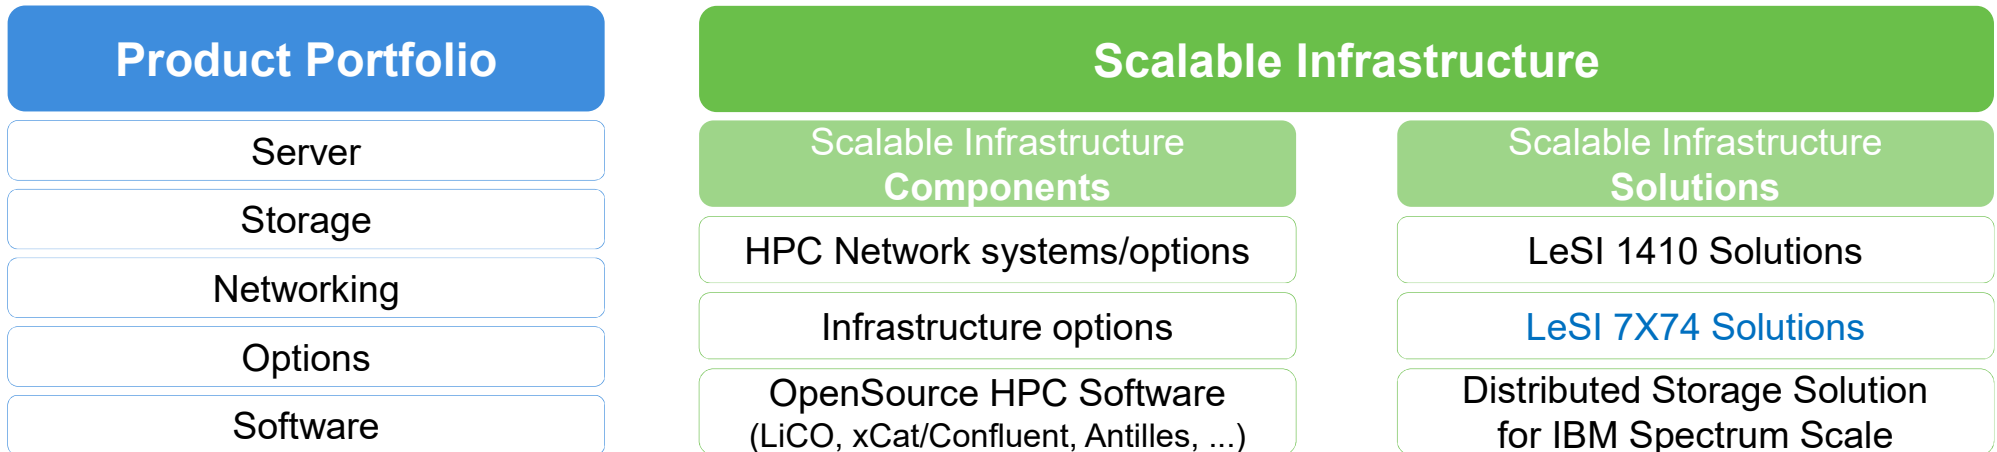 Product Portfolio
Server
Storage
Networking
Options
Software
Scalable Infrastructure
Scalable Infrastructure
Components
HPC Network systems/options
Infrastructure options
OpenSource HPC Software
(LiCO, xCat/Confluent, Antilles, ...)
Scalable Infrastructure
Solutions
LeSI 1410 Solutions
LeSI 7X74 Solutions
Distributed Storage Solution
for IBM Spectrum Scale